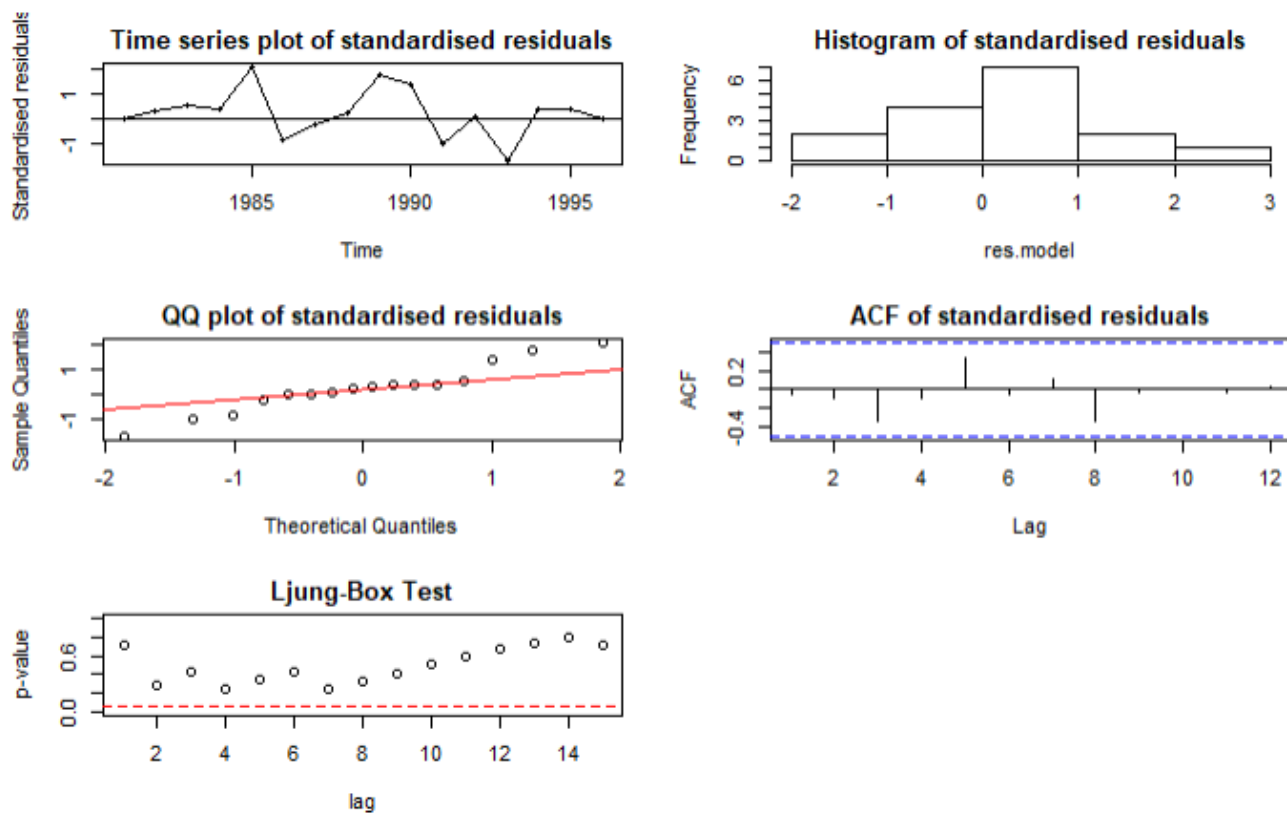 Time series plot of standardised residuals
Standardised residuals
1
-1
1985 1990 1995
Time
Histogram of standardised residuals
Frequency
6
3
0
-2 -1 0 1 2 3
res.model
QQ plot of standardised residuals
Sample Quantiles
1
-1
-2 -1 0 1 2
Theoretical Quantiles
ACF of standardised residuals
ACF
0.2
-0.4
2 4 6 8 10 12
Lag
Ljung-Box Test
p-value
0.6
0.0
2 4 6 8 10 12 14
lag